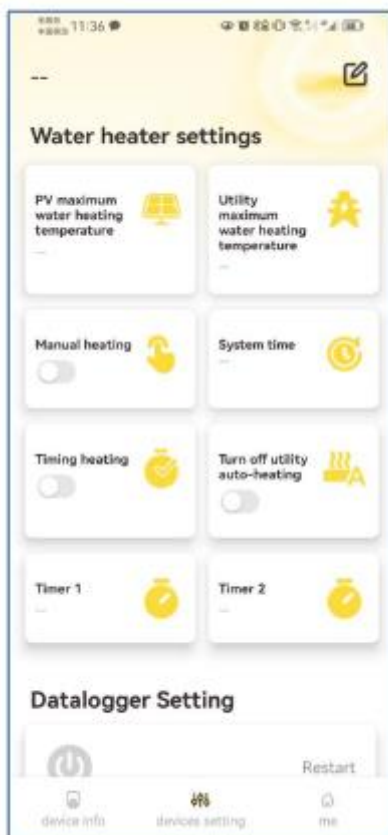 11:36
--
Water heater settings
PV maximum
water heating
temperature
--
Utility
maximum
water heating
temperature
--
Manual heating
System time
--
Timing heating
Turn off utility
auto-heating
A
Timer 1
--
Timer 2
--
Datalogger Setting
Restart
device info
devices setting
me